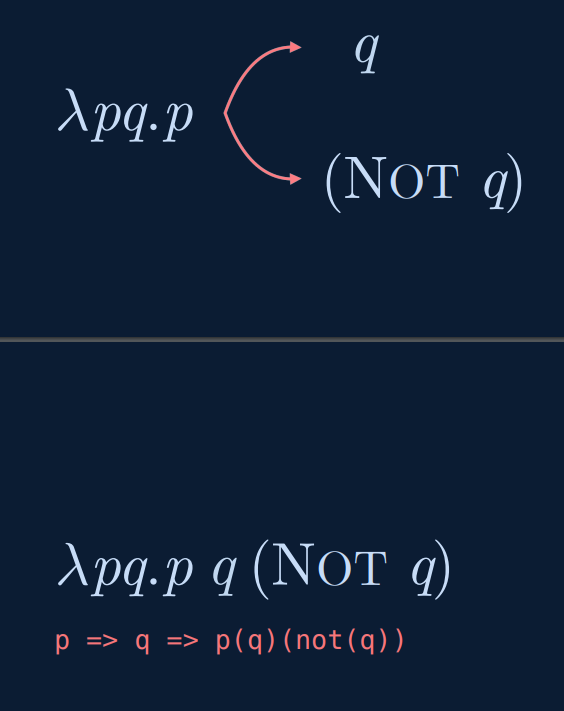 q
λpq.p
(NOT q)
λpq.p q (NOT q)
p => q => p(q)(not(q))